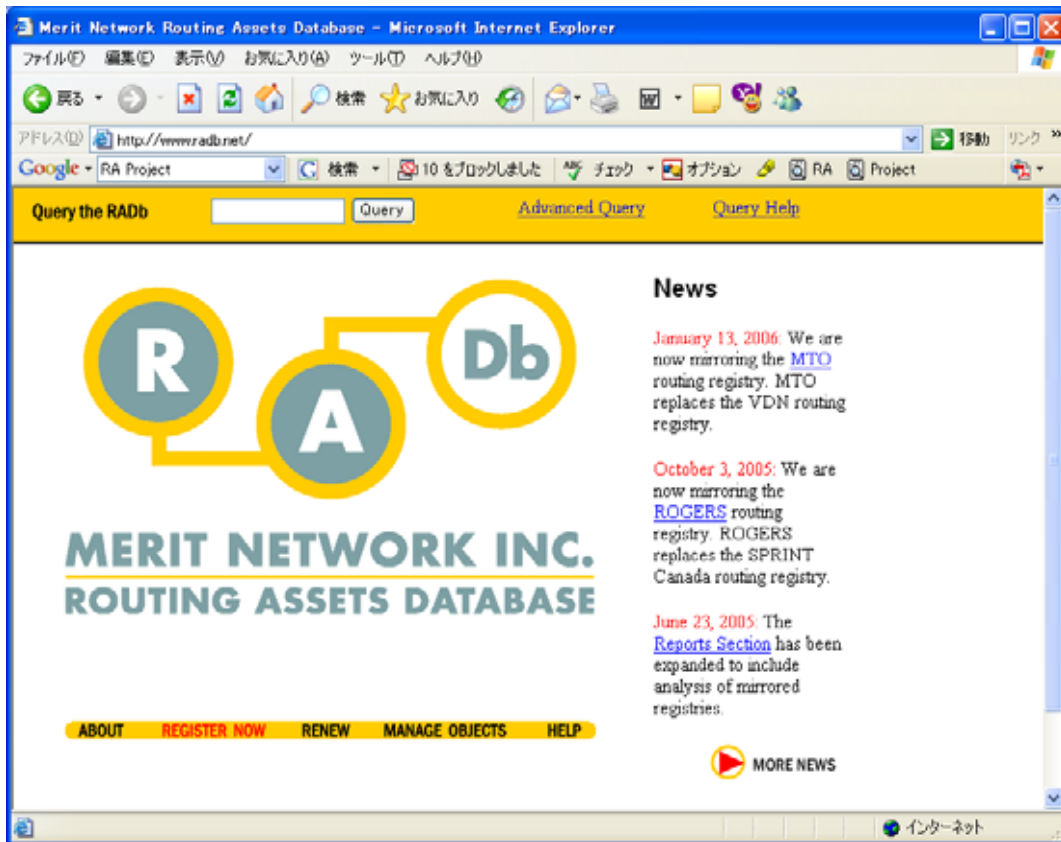 Merit Network Routing Assets Database - Microsoft Internet Explorer
ファイル(F) 編集(E) 表示(V) お気に入り(A) ツール(T) ヘルプ(H)
戻る 検索 お気に入り
アドレス(D) http://www.radb.net/ 移動 リンク »
Google RA Project 検索 10 をブロックしました チェック オプション RA Project
Query the RADb Query Advanced Query Query Help
R A Db
MERIT NETWORK INC.
ROUTING ASSETS DATABASE
ABOUT REGISTER NOW RENEW MANAGE OBJECTS HELP
News
January 13, 2006: We are
now mirroring the MTO
routing registry. MTO
replaces the VDN routing
registry.
October 3, 2005: We are
now mirroring the
ROGERS routing
registry. ROGERS
replaces the SPRINT
Canada routing registry.
June 23, 2005: The
Reports Section has been
expanded to include
analysis of mirrored
registries.
MORE NEWS
インターネット